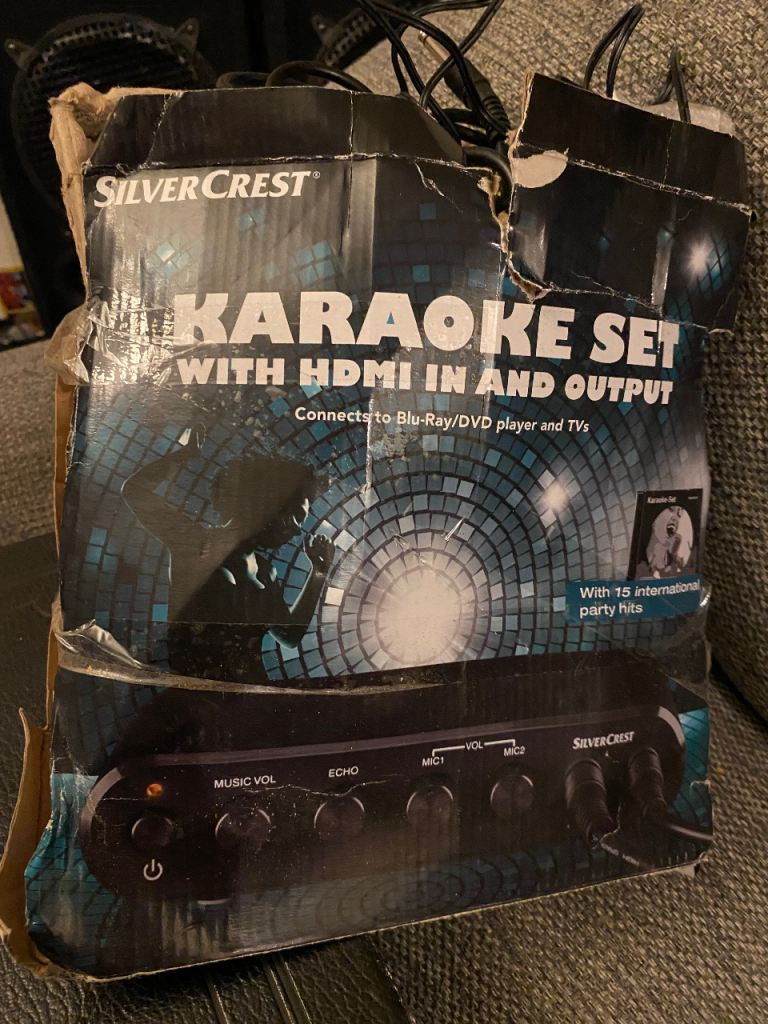 SILVERCREST®
KARAOKE SET
WITH HDMI IN AND OUTPUT
Connects to Blu-Ray/DVD player and TVs
Karaoke-Set
With 15 international
party hits
MUSIC VOL
ECHO
VOL
MIC1
MIC2
SILVERCREST